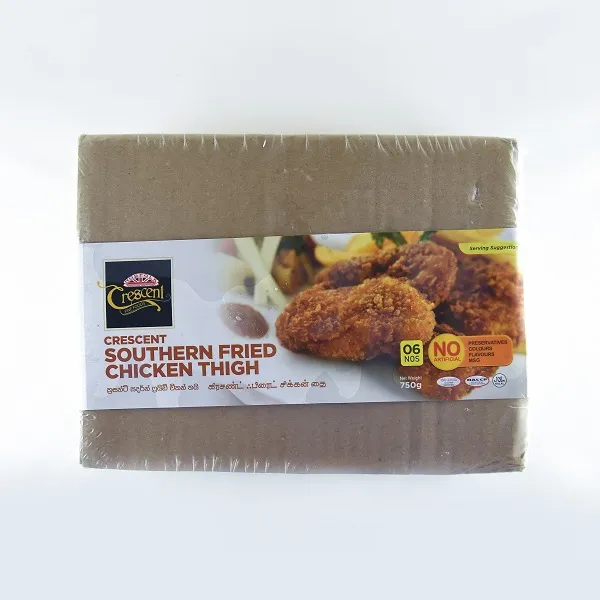 Serving Suggestion
Crescent
CRESCENT
SOUTHERN FRIED
CHICKEN THIGH
06
NOS
NO
ARTIFICIAL
PRESERVATIVES
COLOURS
FLAVOURS
MSG
Net Weight
750g
HACCP